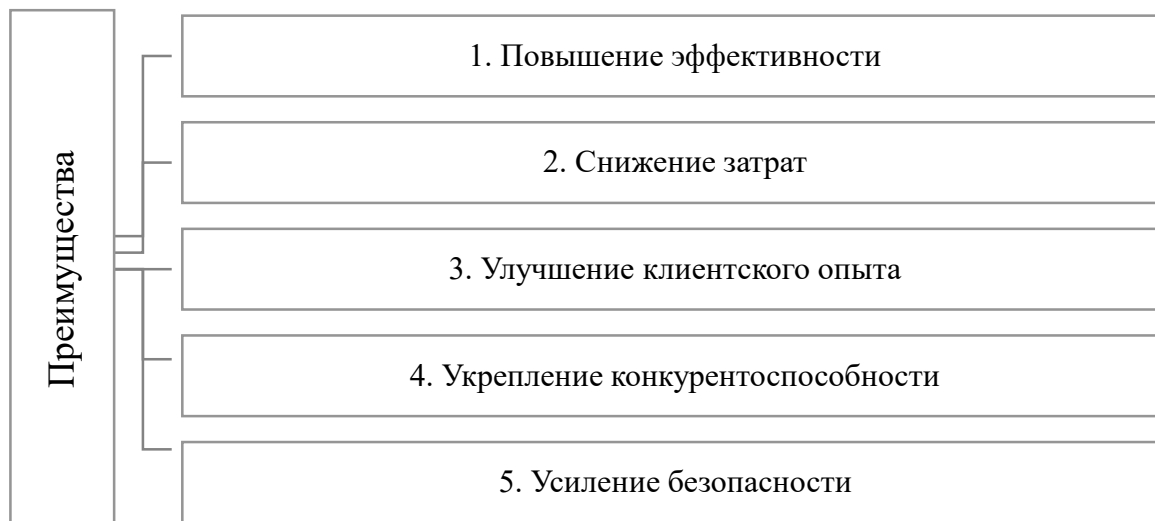 Преимущества
1. Повышение эффективности
2. Снижение затрат
3. Улучшение клиентского опыта
4. Укрепление конкурентоспособности
5. Усиление безопасности